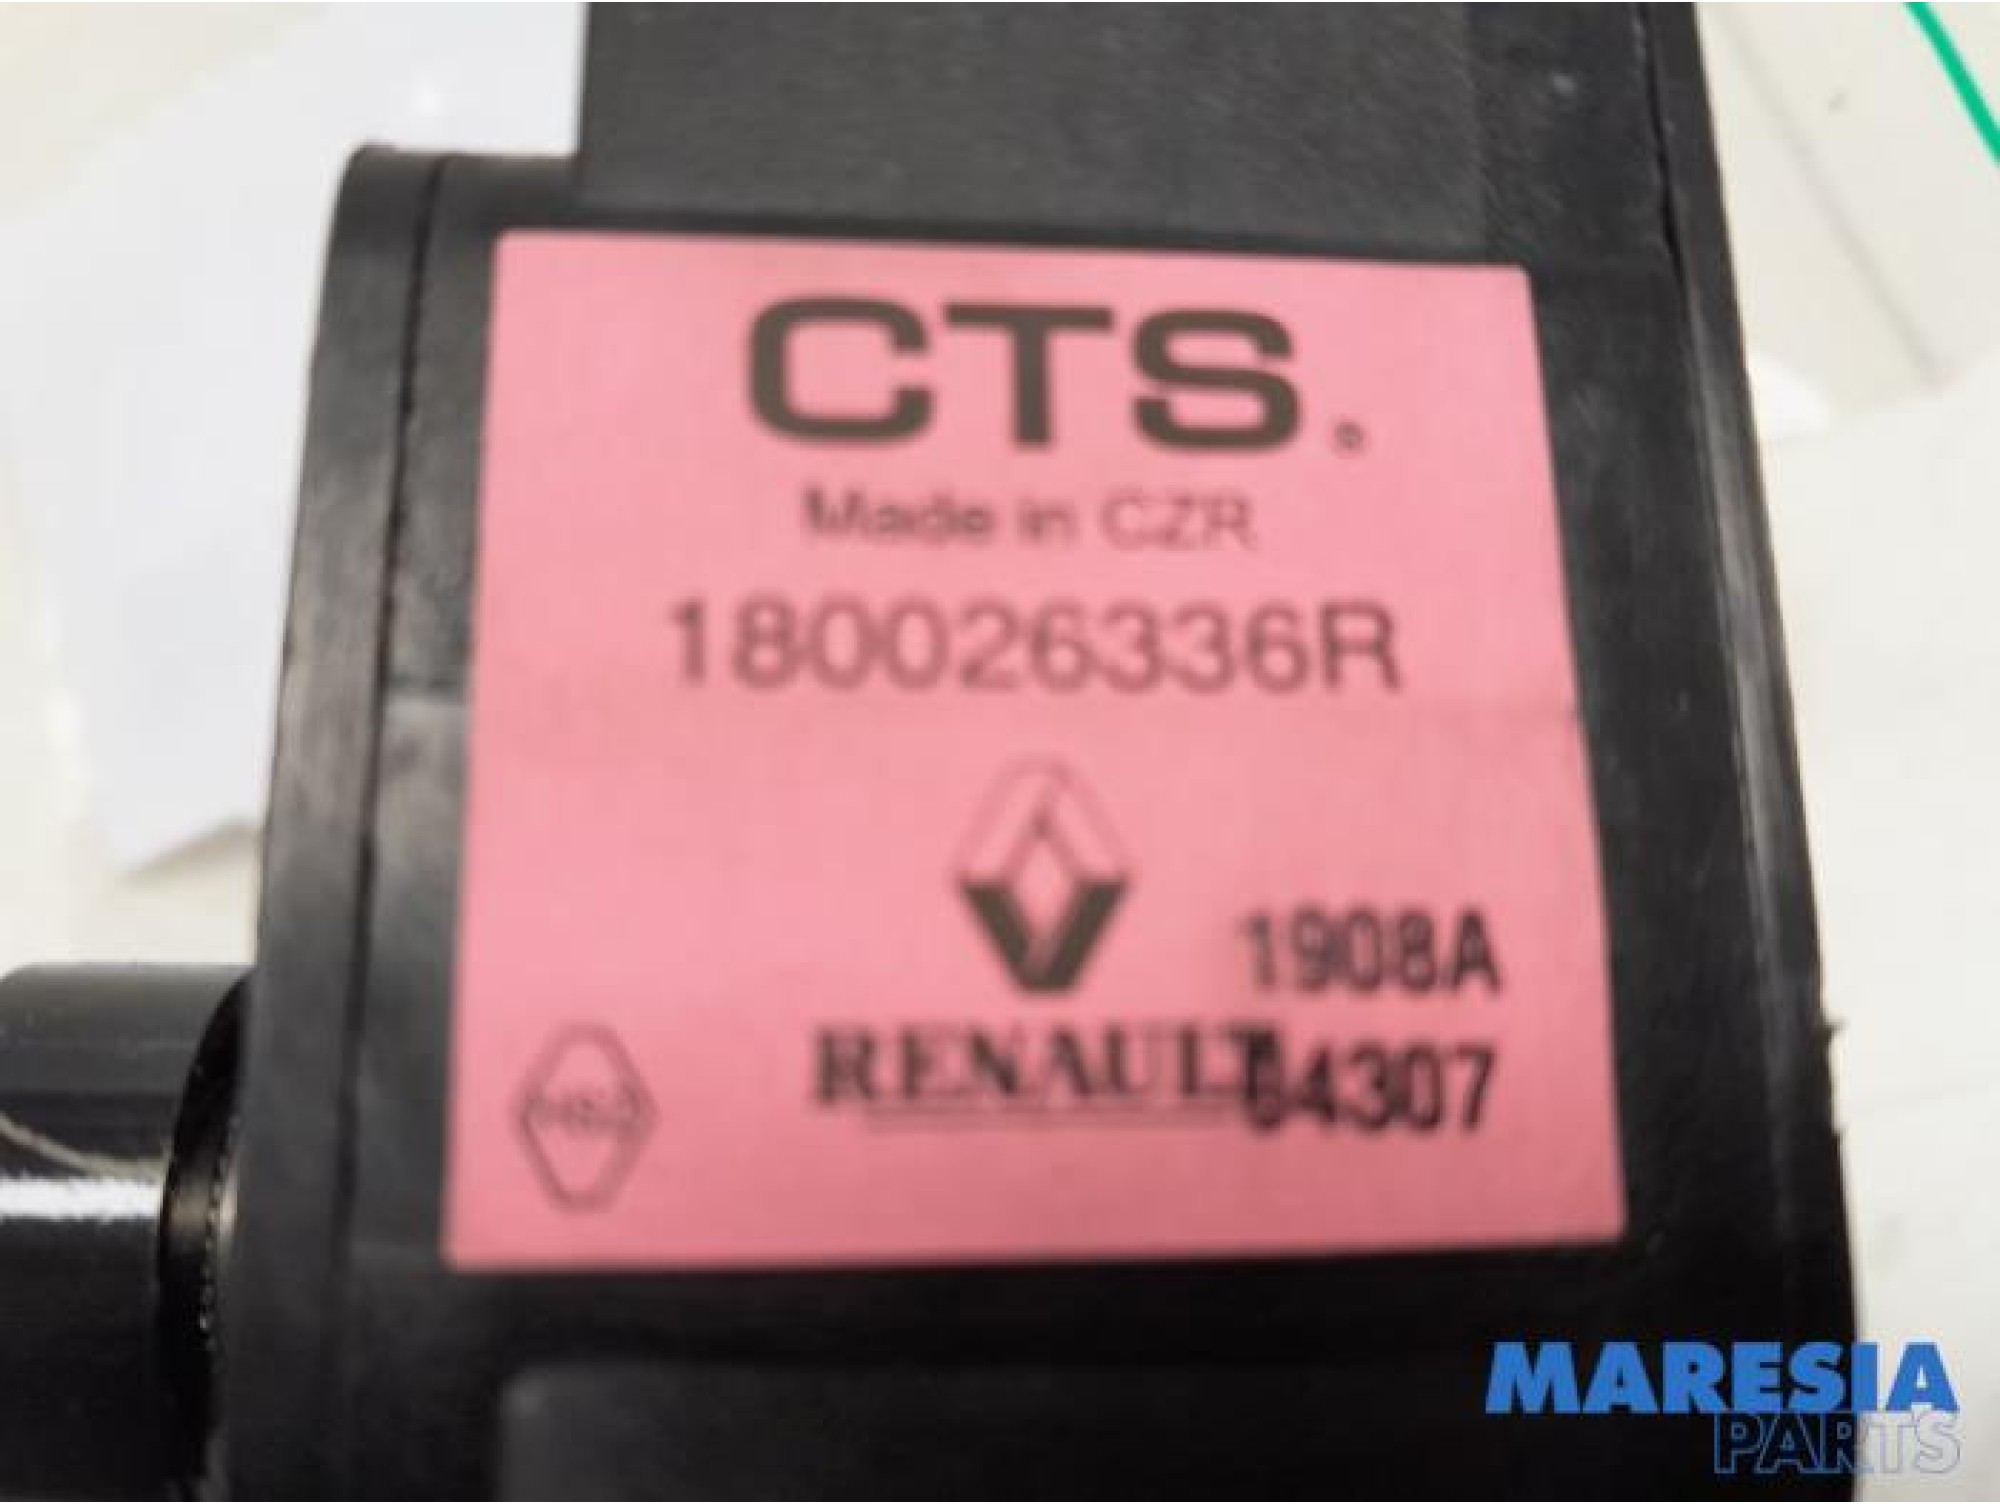 CTS®
Made in CZR
180026336R
1908A
RENAULT
04307
MARESIA
PARTS